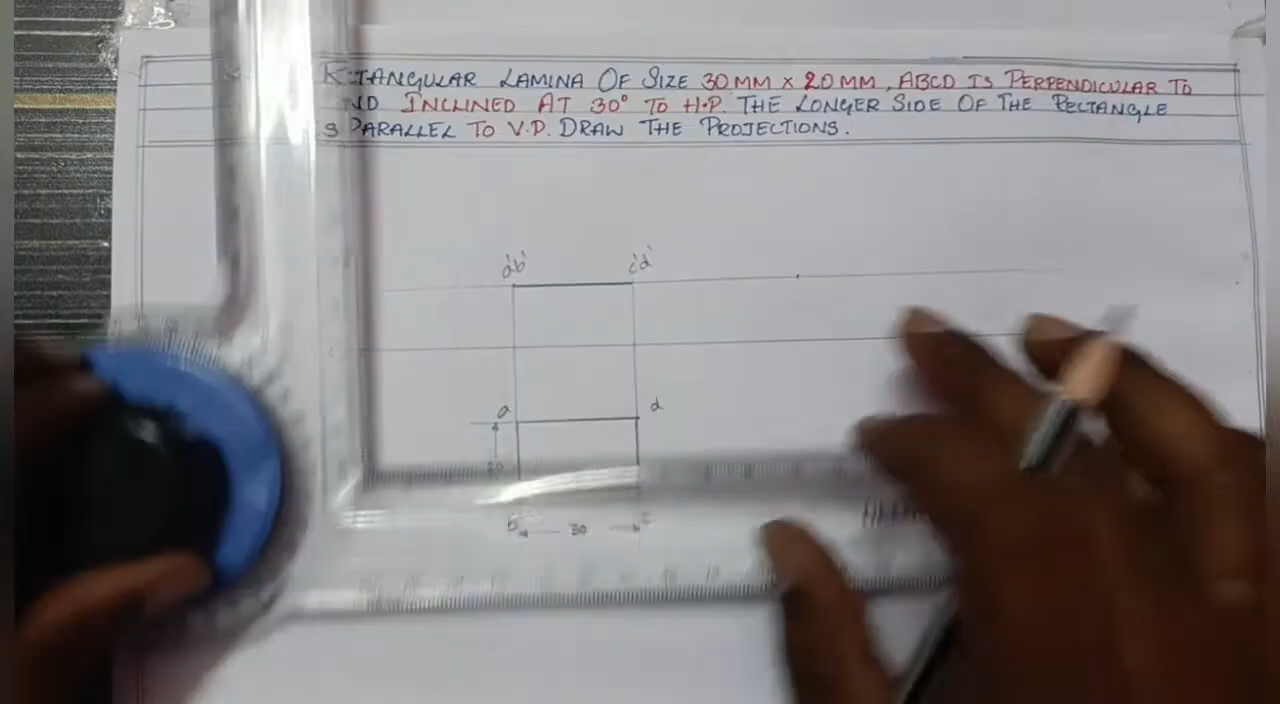 TANGULAR LAMINA OF SIZE 30 MM X 20 MM, ABCD IS PERPENDICULAR TO
ND INCLINED AT 30° TO H.P. THE LONGER SIDE OF THE RECTANGLE
S PARALLEL TO V.P. DRAW THE PROJECTIONS.
a'b' c'd'
a d
20
30